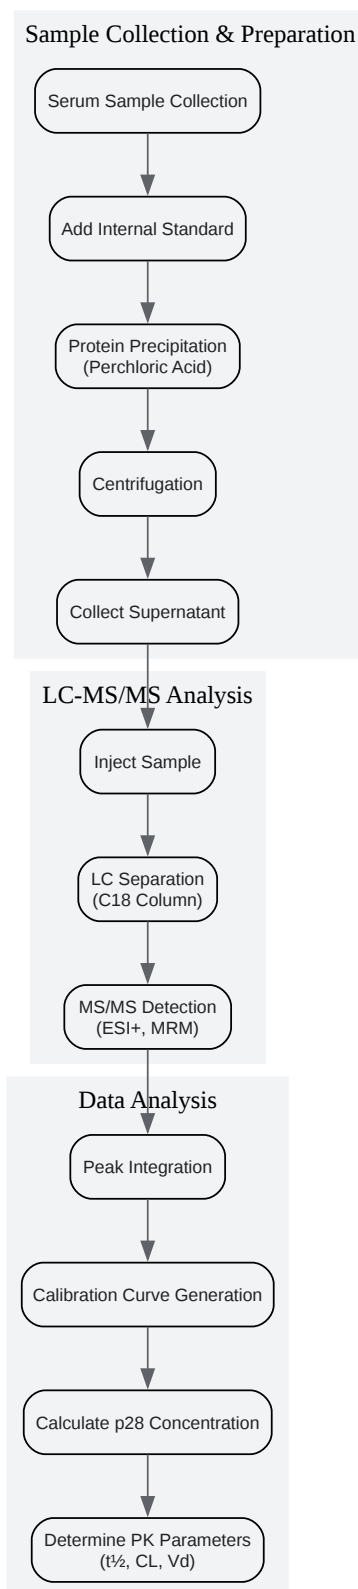 Sample Collection & Preparation
Serum Sample Collection
Add Internal Standard
Protein Precipitation
(Perchloric Acid)
Centrifugation
Collect Supernatant
LC-MS/MS Analysis
Inject Sample
LC Separation
(C18 Column)
MS/MS Detection
(ESI+, MRM)
Data Analysis
Peak Integration
Calibration Curve Generation
Calculate p28 Concentration
Determine PK Parameters
(t½, CL, Vd)